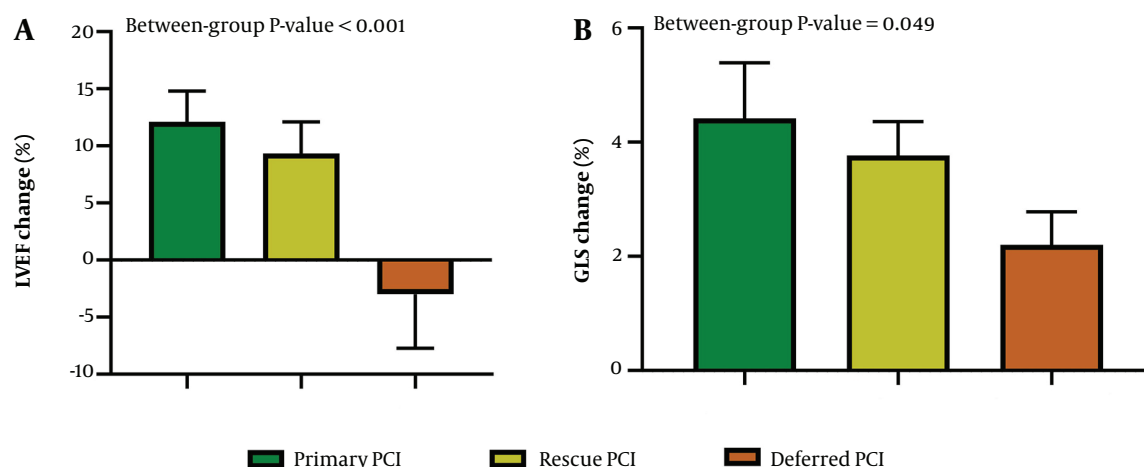 A
Between-group P-value < 0.001
LVEF change (%)
20
15
10
5
0
-5
-10
B
Between-group P-value = 0.049
GLS change (%)
6
4
2
0
Primary PCI
Rescue PCI
Deferred PCI